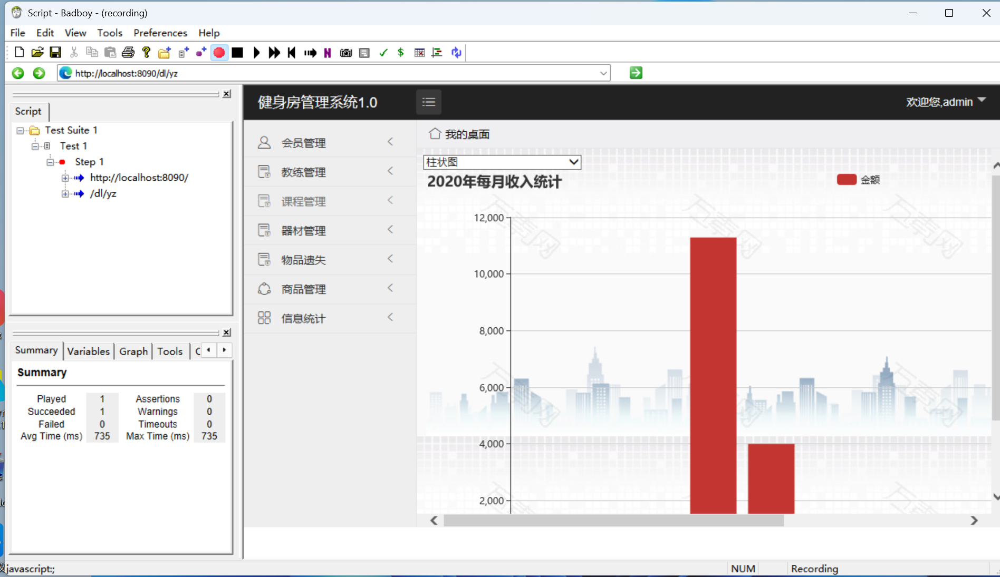 Script - Badboy - (recording)
File Edit View Tools Preferences Help
http://localhost:8090/dl/yz
Script
Test Suite 1
Test 1
Step 1
http://localhost:8090/
/dl/yz
Summary Variables Graph Tools C
Summary
Played 1 Assertions 0
Succeeded 1 Warnings 0
Failed 0 Timeouts 0
Avg Time (ms) 735 Max Time (ms) 735
健身房管理系统1.0
欢迎您,admin
会员管理
教练管理
课程管理
器材管理
物品遗失
商品管理
信息统计
我的桌面
柱状图
2020年每月收入统计
金额
12,000
10,000
8,000
6,000
4,000
2,000
javascript:;
NUM
Recording